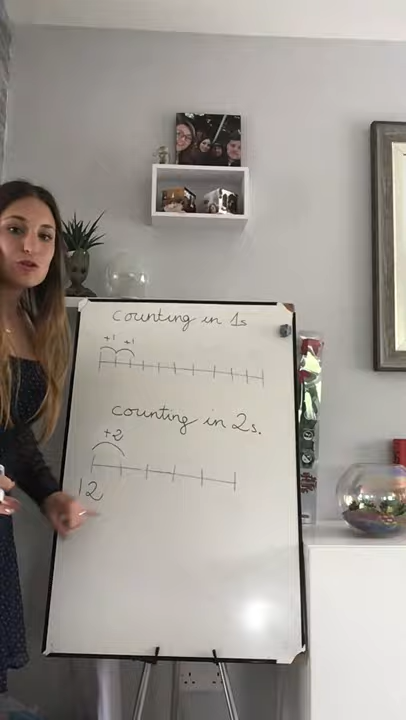 counting in 1s
+1 +1
counting in 2s.
+2
12